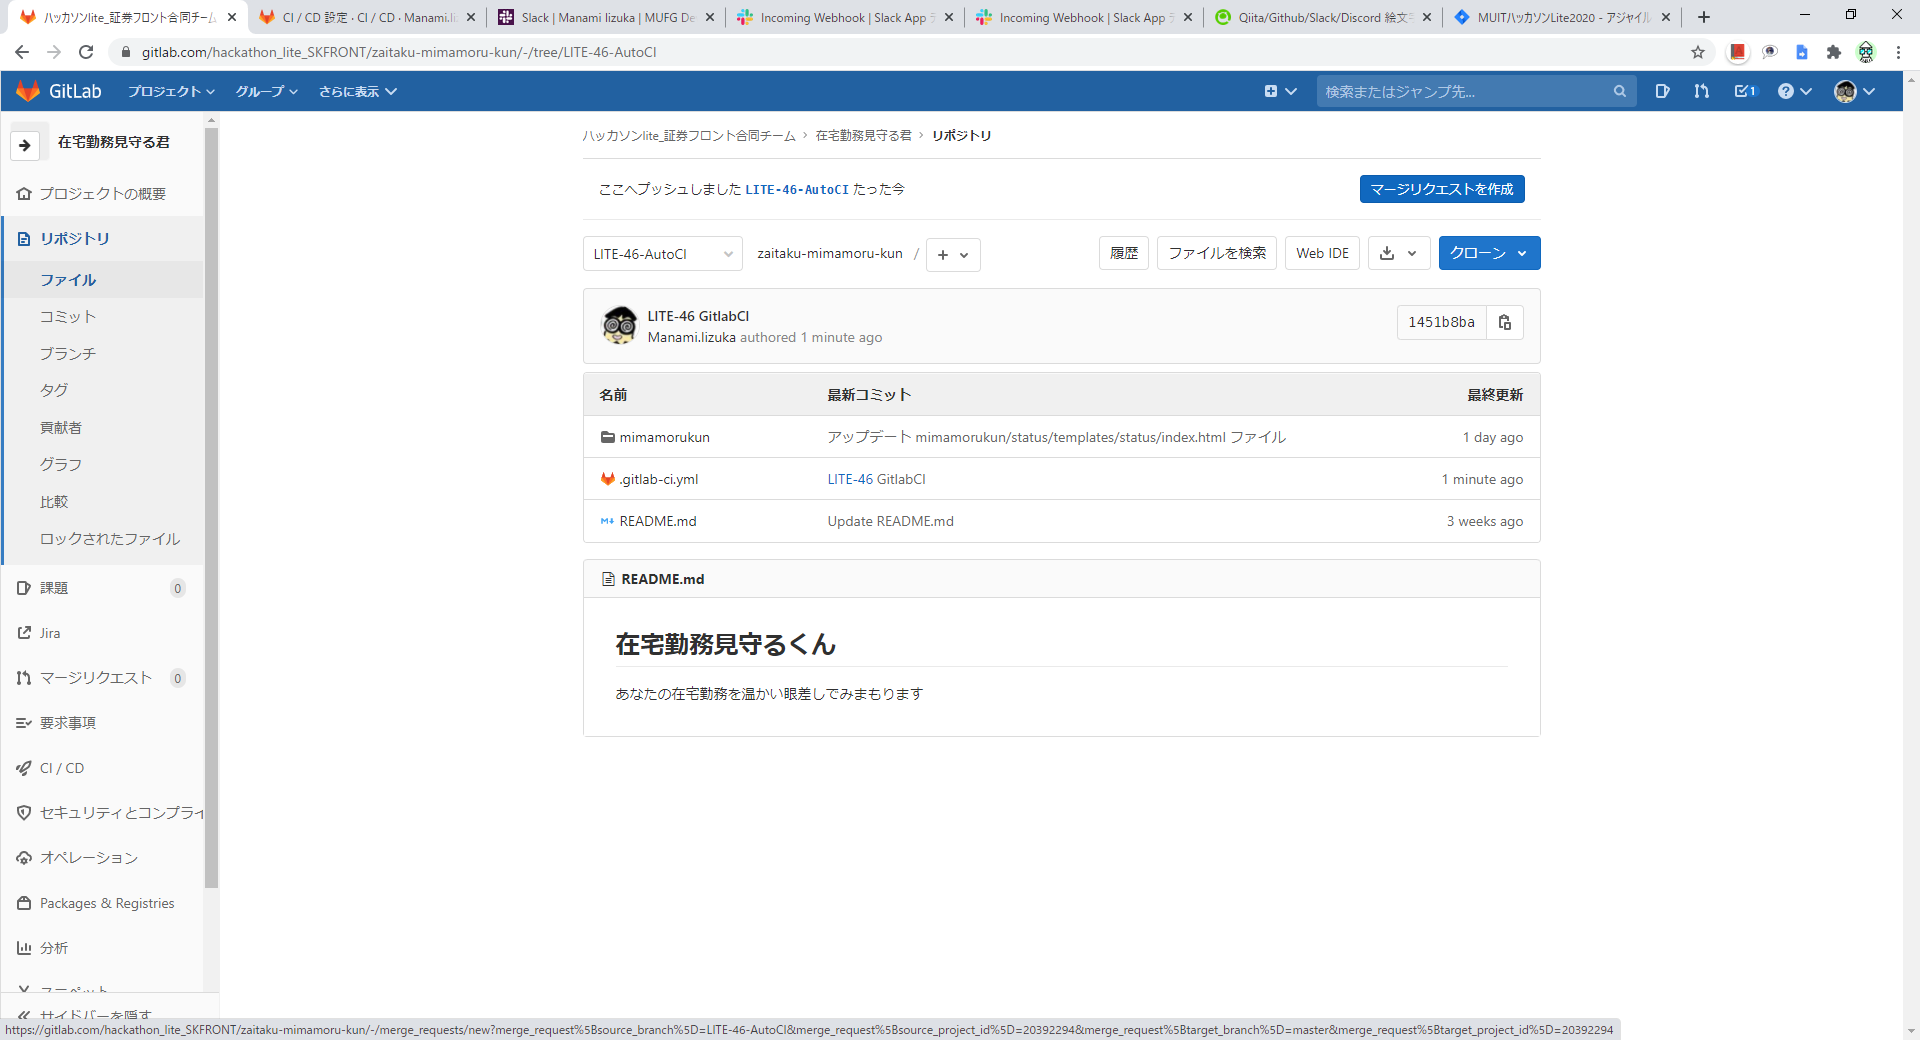 ハッカソンlite_証券フロント合同チーム
CI / CD 設定 · CI / CD · Manami.Ii
Slack | Manami Iizuka | MUFG De
Incoming Webhook | Slack App
Incoming Webhook | Slack App
Qiita/Github/Slack/Discord 絵文
MUITハッカソンLite2020 - アジャイル
gitlab.com/hackathon_lite_SKFRONT/zaitaku-mimamoru-kun/-/tree/LITE-46-AutoCI
GitLab
プロジェクト
グループ
さらに表示
検索またはジャンプ先...
1
在宅勤務見守る君
プロジェクトの概要
リポジトリ
ファイル
コミット
ブランチ
タグ
貢献者
グラフ
比較
ロックされたファイル
課題 0
Jira
マージリクエスト 0
要求事項
CI / CD
セキュリティとコンプライ
オペレーション
Packages & Registries
分析
スニペット
サイドバーを隠す
ハッカソンlite_証券フロント合同チーム › 在宅勤務見守る君 › リポジトリ
ここへプッシュしました LITE-46-AutoCI たった今
マージリクエストを作成
LITE-46-AutoCI
zaitaku-mimamoru-kun /
履歴
ファイルを検索
Web IDE
クローン
LITE-46 GitlabCI
Manami.Iizuka authored 1 minute ago
1451b8ba
名前 最新コミット 最終更新
mimamorukun アップデート mimamorukun/status/templates/status/index.html ファイル 1 day ago
.gitlab-ci.yml LITE-46 GitlabCI 1 minute ago
README.md Update README.md 3 weeks ago
README.md
在宅勤務見守るくん
あなたの在宅勤務を温かい眼差しでみまもります
https://gitlab.com/hackathon_lite_SKFRONT/zaitaku-mimamoru-kun/-/merge_requests/new?merge_request%5Bsource_branch%5D=LITE-46-AutoCI&merge_request%5Bsource_project_id%5D=20392294&merge_request%5Btarget_branch%5D=master&merge_request%5Btarget_project_id%5D=20392294